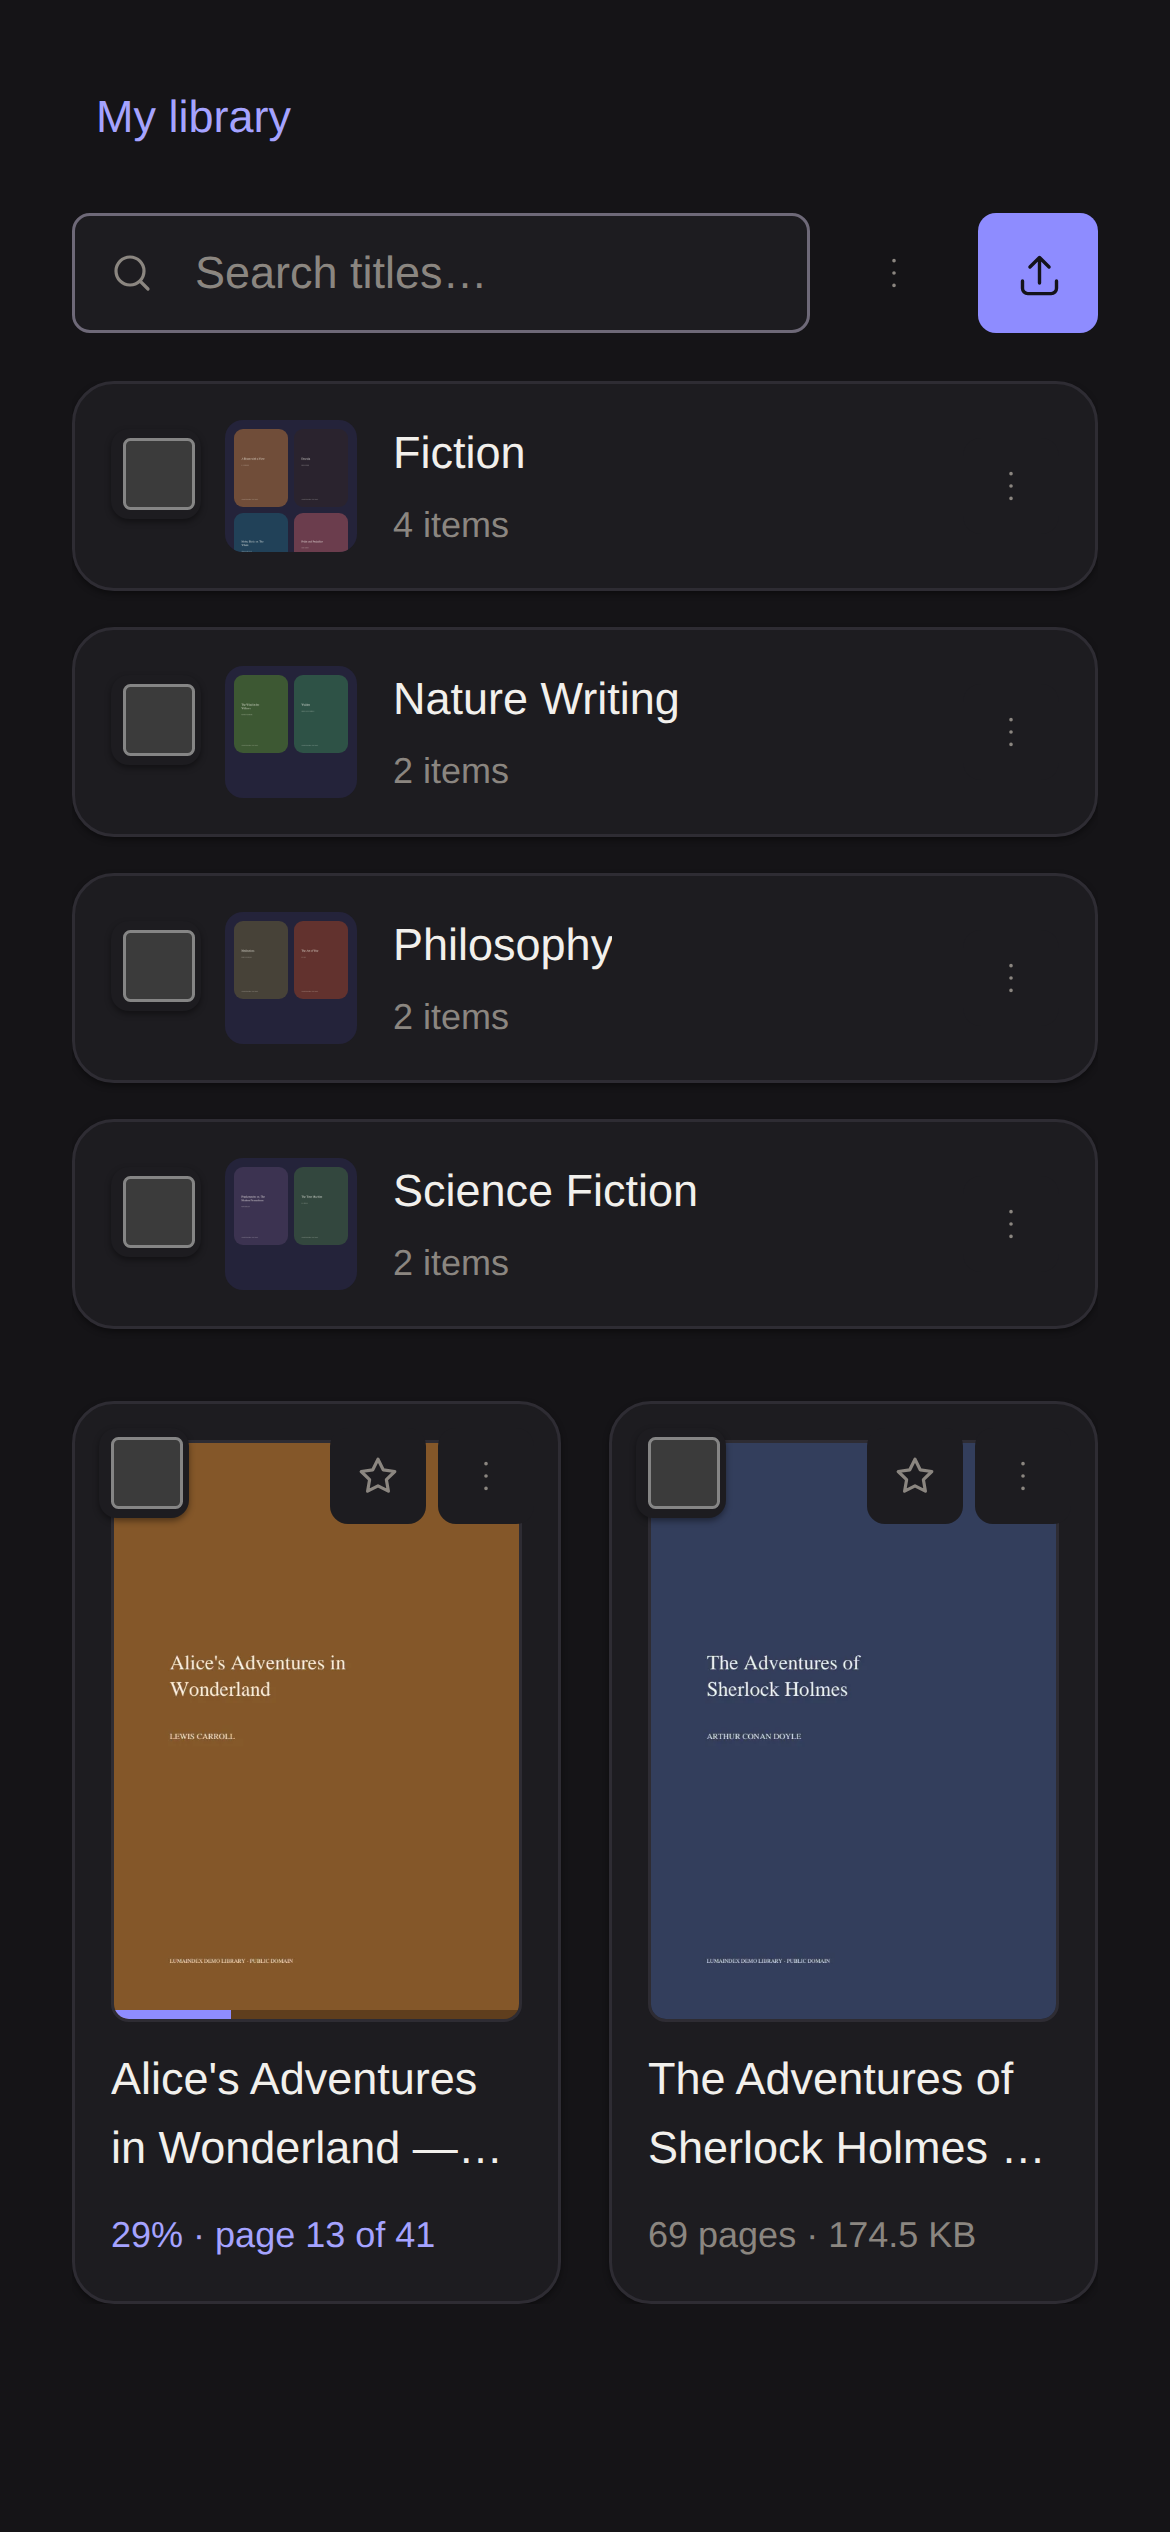 My library
Search titles…
Fiction
4 items
Nature Writing
2 items
Philosophy
2 items
Science Fiction
2 items
Alice's Adventures in
Wonderland
LEWIS CARROLL
LUMAINDEX DEMO LIBRARY · PUBLIC DOMAIN
Alice's Adventures
in Wonderland —…
29% · page 13 of 41
The Adventures of
Sherlock Holmes
ARTHUR CONAN DOYLE
LUMAINDEX DEMO LIBRARY · PUBLIC DOMAIN
The Adventures of
Sherlock Holmes …
69 pages · 174.5 KB